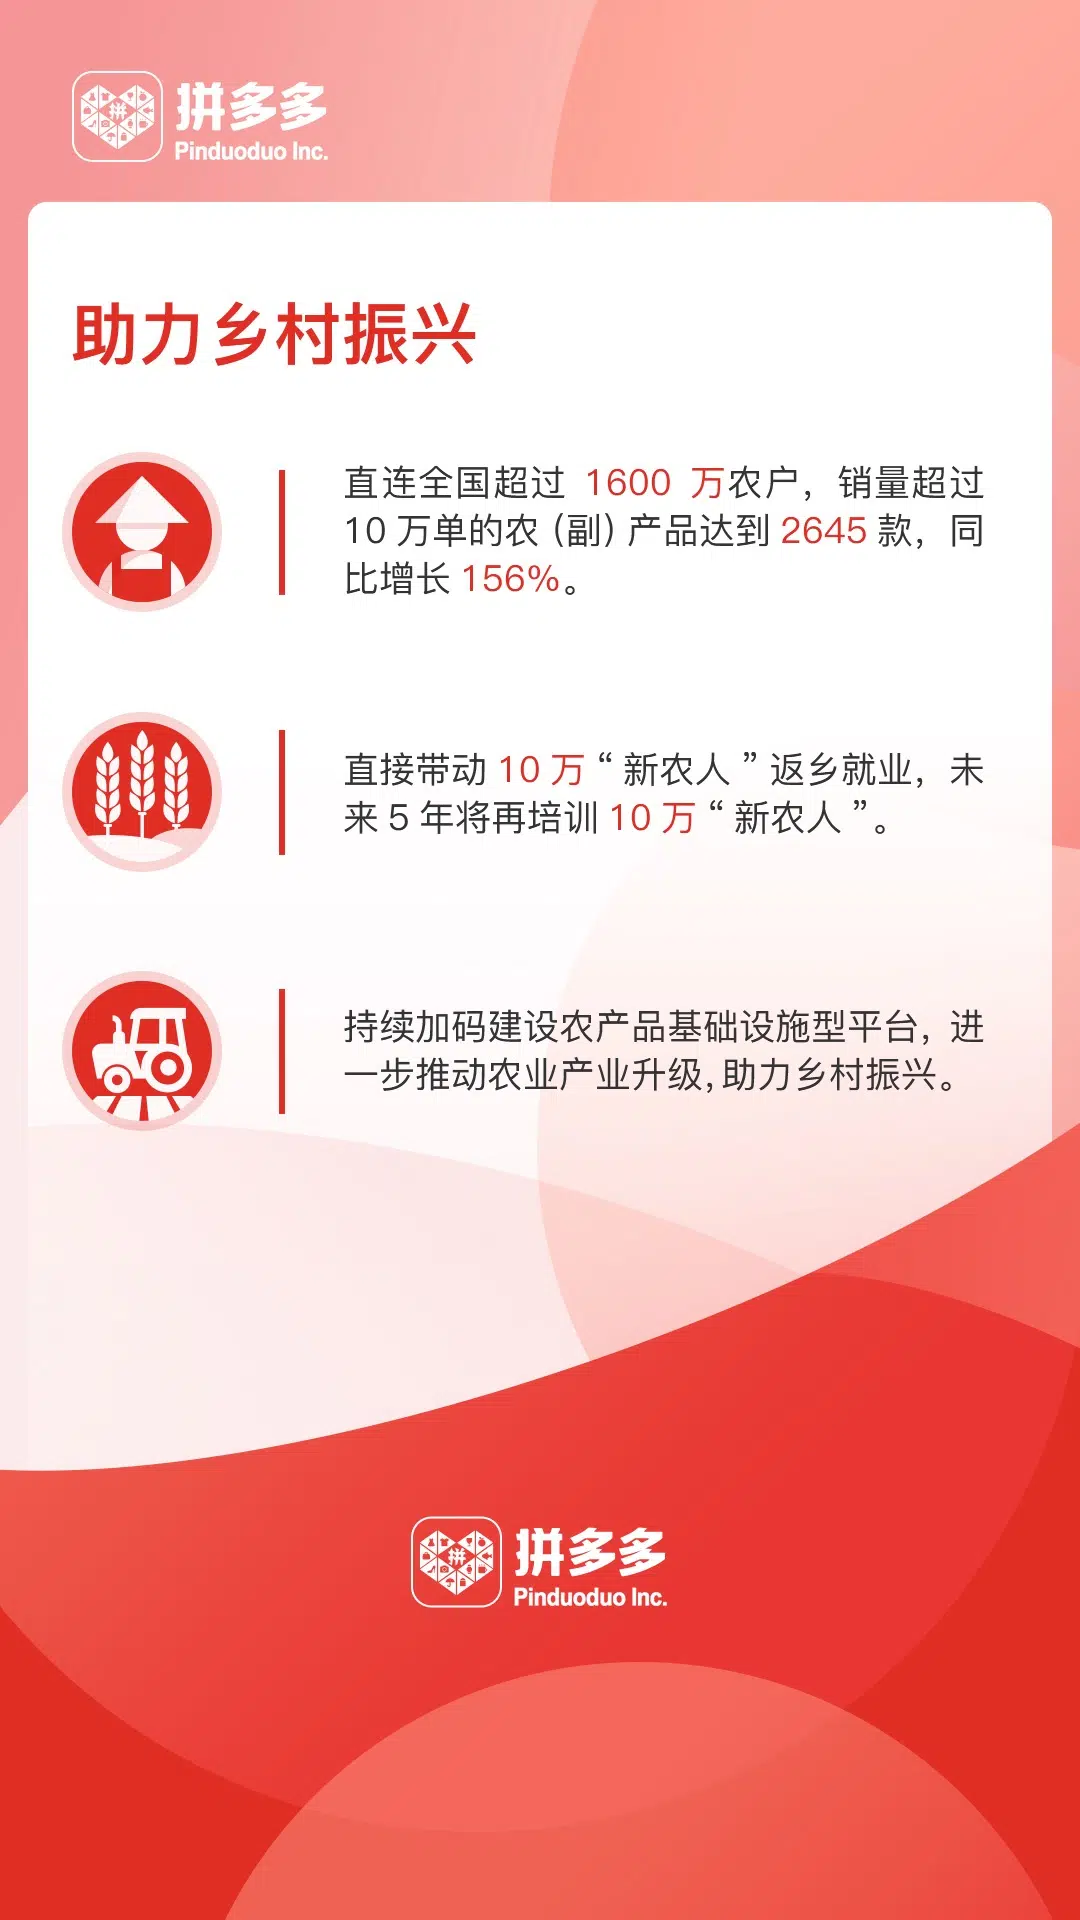 拼多多
Pinduoduo Inc.
助力乡村振兴
直连全国超过 1600 万农户，销量超过
10 万单的农（副）产品达到 2645 款，同
比增长 156%。
直接带动 10 万“新农人”返乡就业，未
来 5 年将再培训 10 万“新农人”。
持续加码建设农产品基础设施型平台，进
一步推动农业产业升级，助力乡村振兴。
拼
拼多多
Pinduoduo Inc.